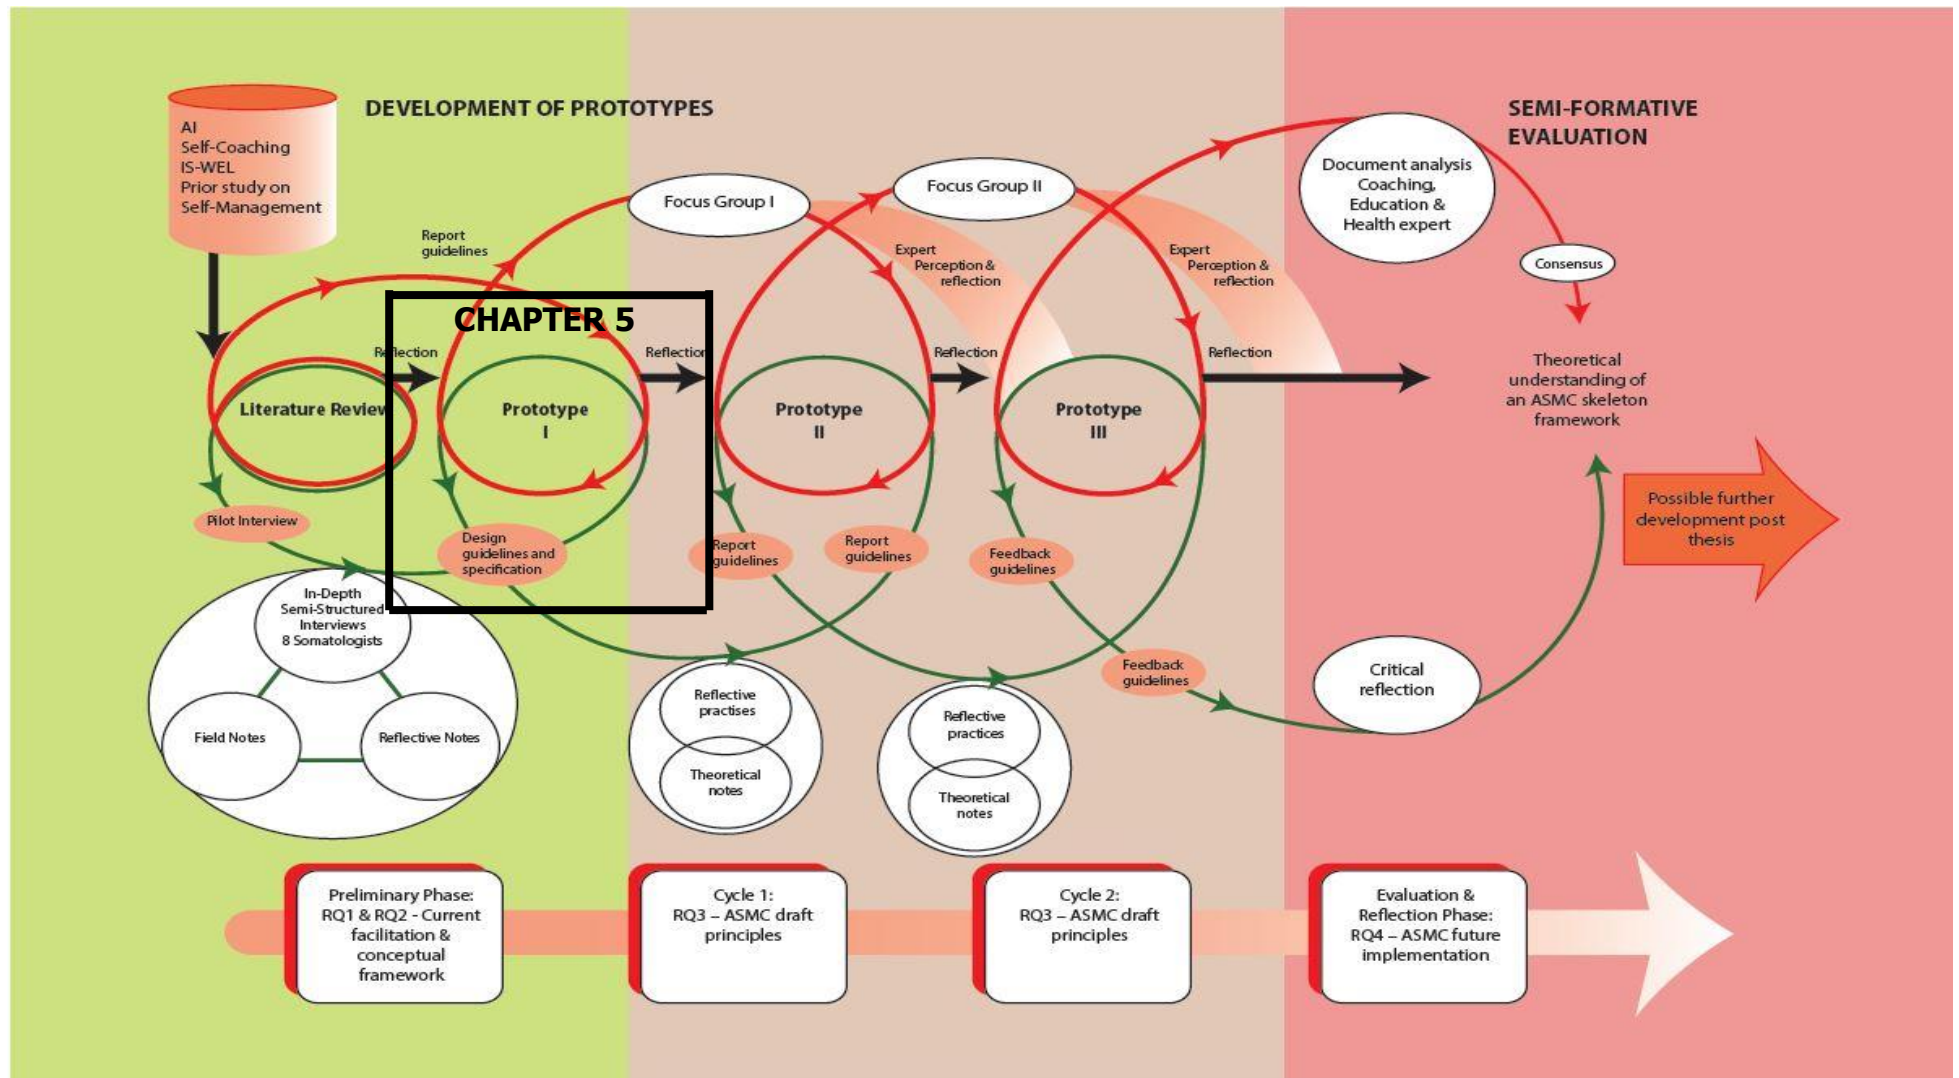 DEVELOPMENT OF PROTOTYPES
SEMI-FORMATIVE
EVALUATION
AI
Self-Coaching
IS-WEL
Prior study on
Self-Management
Report
guidelines
Focus Group I
Focus Group II
Document analysis
Coaching,
Education &
Health expert
Expert
Perception &
reflection
Expert
Perception &
reflection
Consensus
CHAPTER 5
Reflection
Reflection
Reflection
Reflection
Literature Review
Prototype
I
Prototype
II
Prototype
III
Theoretical
understanding of
an ASMC skeleton
framework
Pilot Interview
Design
guidelines and
specification
Report
guidelines
Report
guidelines
Feedback
guidelines
Possible further
development post
thesis
In-Depth
Semi-Structured
Interviews
8 Somatologists
Field Notes
Reflective Notes
Reflective
practises
Theoretical
notes
Reflective
practices
Theoretical
notes
Feedback
guidelines
Critical
reflection
Preliminary Phase:
RQ1 & RQ2 - Current
facilitation &
conceptual
framework
Cycle 1:
RQ3 – ASMC draft
principles
Cycle 2:
RQ3 – ASMC draft
principles
Evaluation &
Reflection Phase:
RQ4 – ASMC future
implementation